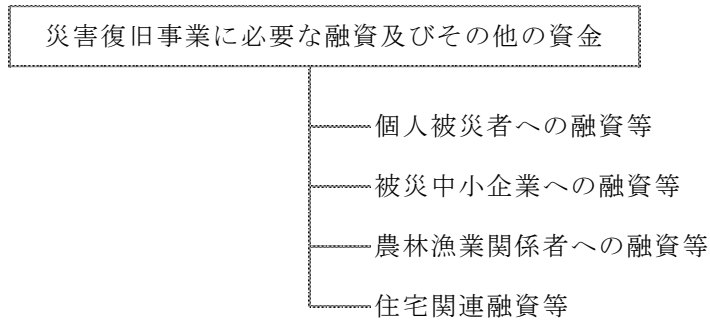 災害復旧事業に必要な融資及びその他の資金
個人被災者への融資等
被災中小企業への融資等
農林漁業関係者への融資等
住宅関連融資等